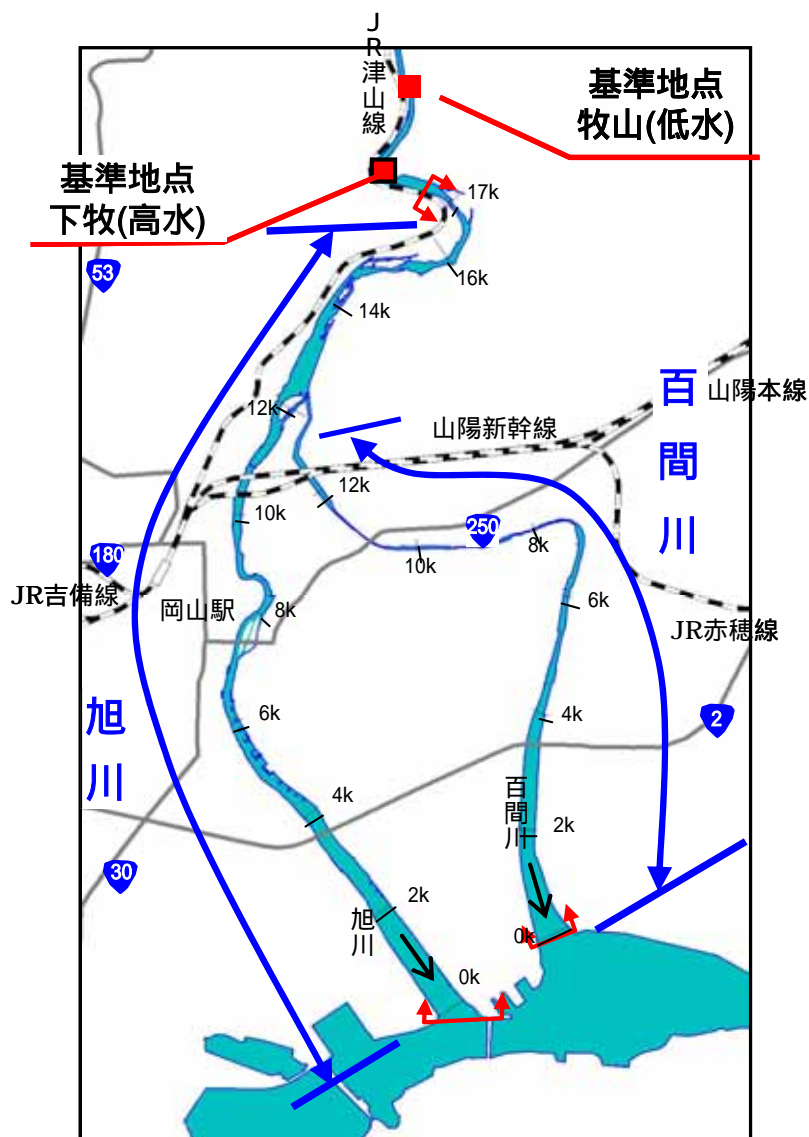 JR津山線
基準地点
牧山(低水)
基準地点
下牧(高水)
17k
16k
53
14k
百間川
山陽本線
12k
山陽新幹線
12k
10k
250
8k
10k
180
JR吉備線
岡山駅
8k
6k
JR赤穂線
旭川
6k
4k
2
4k
百間川
2k
30
2k
旭川
0k
0k